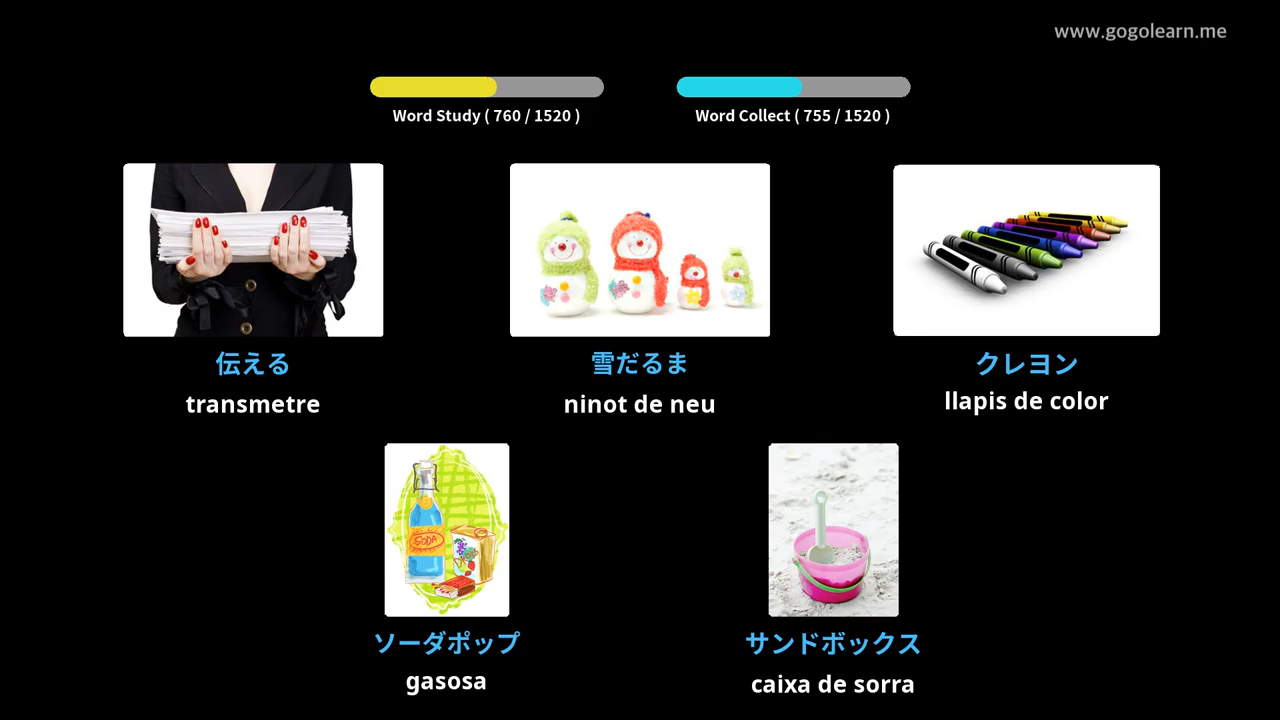 www.gogolearn.me
Word Study ( 760 / 1520 )
Word Collect ( 755 / 1520 )
伝える
雪だるま
クレヨン
transmetre
ninot de neu
llapis de color
SODA
ソーダポップ
サンドボックス
gasosa
caixa de sorra